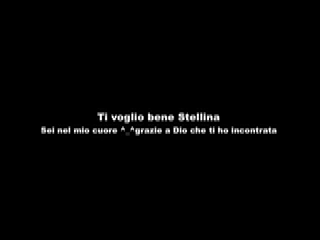 Ti voglio bene Stellina
Sei nel mio cuore ^_^grazie a Dio che ti ho incontrata